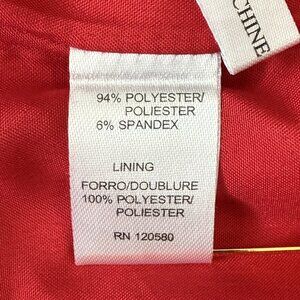 CHINE
94% POLYESTER/
POLIESTER
6% SPANDEX
LINING
FORRO/DOUBLURE
100% POLYESTER/
POLIESTER
RN 120580